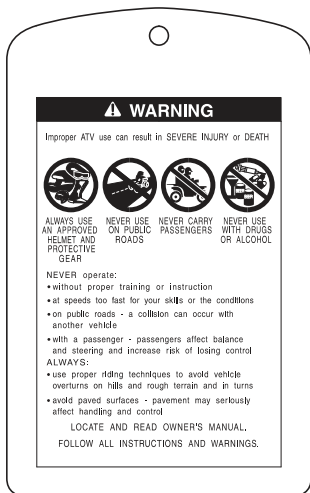 WARNING
Improper ATV use can result in SEVERE INJURY or DEATH
ALWAYS USE
AN APPROVED
HELMET AND
PROTECTIVE
GEAR
NEVER USE
ON PUBLIC
ROADS
NEVER CARRY
PASSENGERS
NEVER USE
WITH DRUGS
OR ALCOHOL
NEVER operate:
• without proper training or instruction
• at speeds too fast for your skills or the conditions
• on public roads - a collision can occur with
another vehicle
• with a passenger - passengers affect balance
and steering and increase risk of losing control
ALWAYS:
• use proper riding techniques to avoid vehicle
overturns on hills and rough terrain and in turns
• avoid paved surfaces - pavement may seriously
affect handling and control
LOCATE AND READ OWNER'S MANUAL.
FOLLOW ALL INSTRUCTIONS AND WARNINGS.